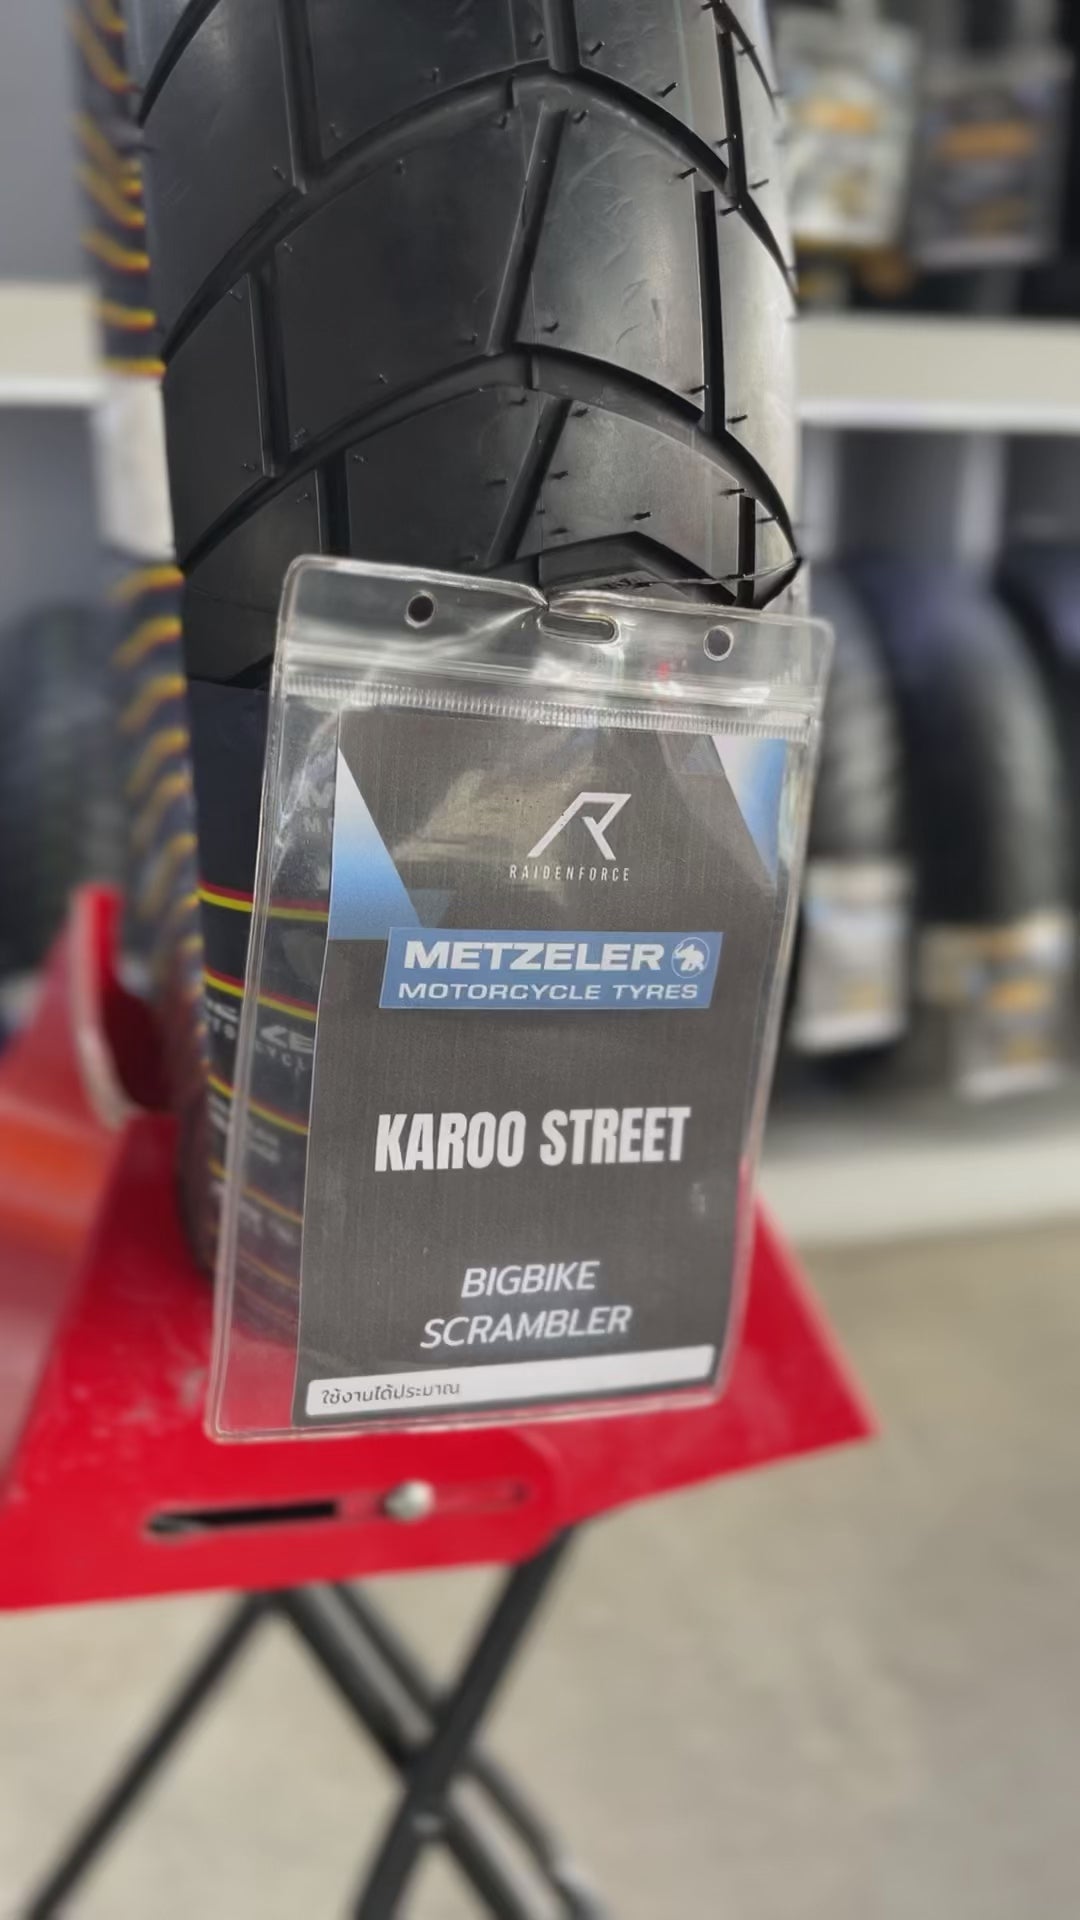 RAIDENFORCE
METZELER
MOTORCYCLE TYRES
KAROO STREET
BIGBIKE
SCRAMBLER
ใช้งานได้ประมาณ